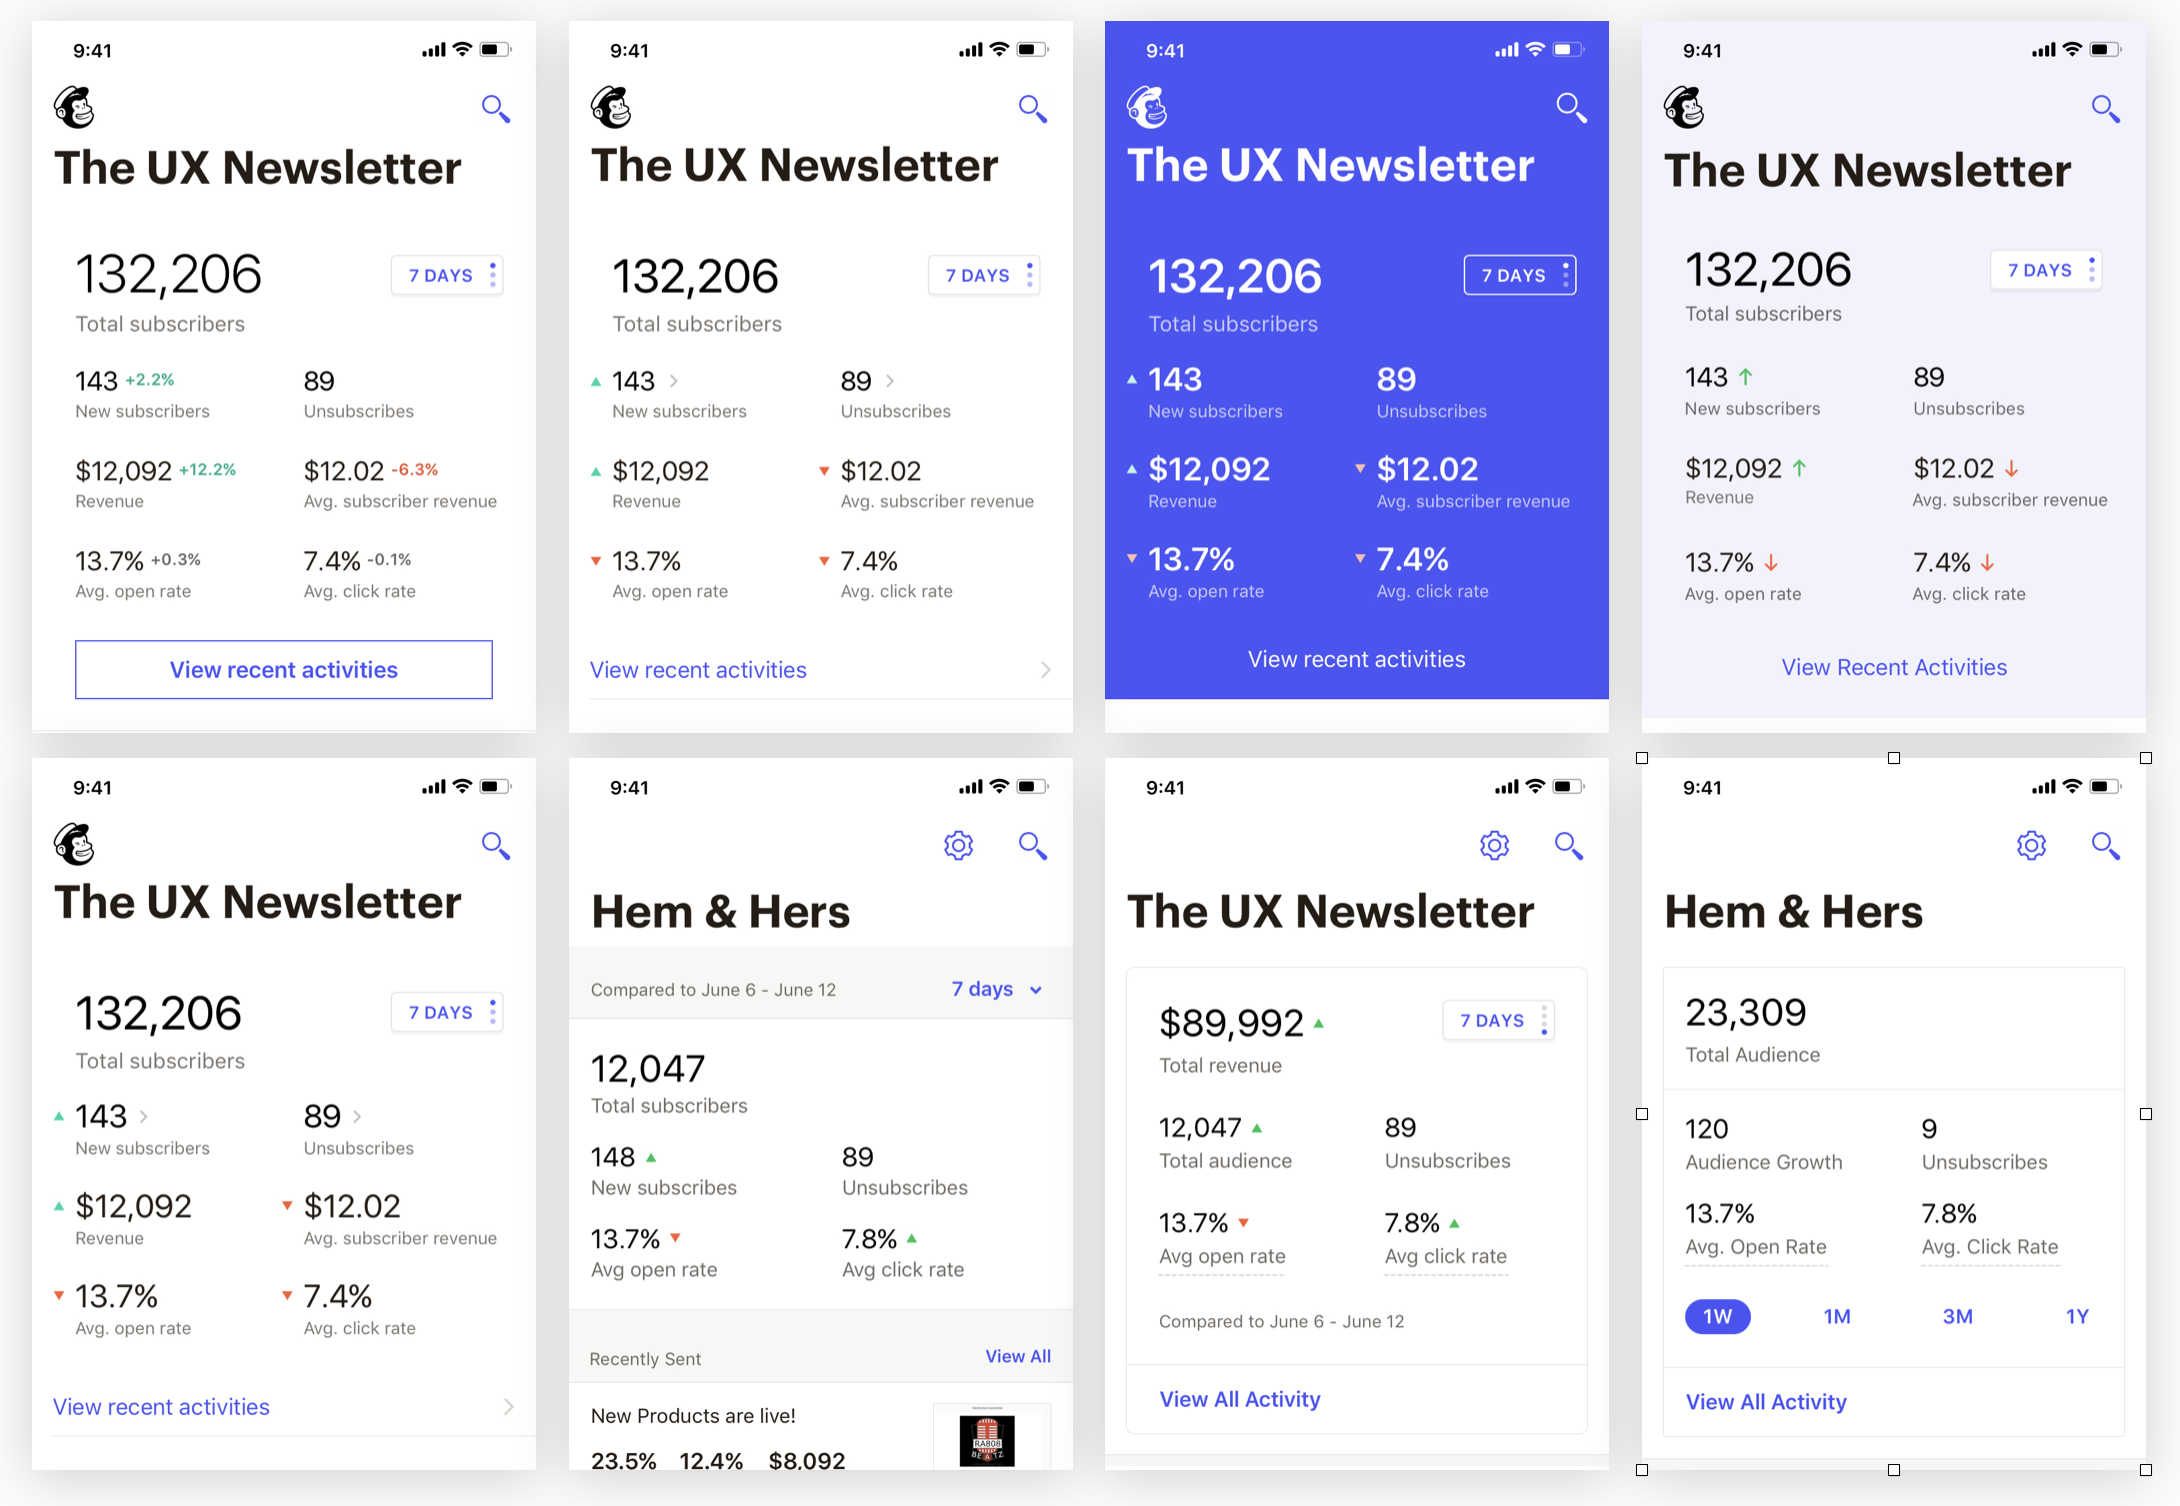 9:41
The UX Newsletter
132,206 7 DAYS
Total subscribers
143 +2.2% 89
New subscribers Unsubscribes
$12,092 +12.2% $12.02 -6.3%
Revenue Avg. subscriber revenue
13.7% +0.3% 7.4% -0.1%
Avg. open rate Avg. click rate
View recent activities
9:41
The UX Newsletter
132,206 7 DAYS
Total subscribers
143 89
New subscribers Unsubscribes
$12,092 $12.02
Revenue Avg. subscriber revenue
13.7% 7.4%
Avg. open rate Avg. click rate
View recent activities
9:41
The UX Newsletter
132,206 7 DAYS
Total subscribers
143 89
New subscribers Unsubscribes
$12,092 $12.02
Revenue Avg. subscriber revenue
13.7% 7.4%
Avg. open rate Avg. click rate
View recent activities
9:41
The UX Newsletter
132,206 7 DAYS
Total subscribers
143 89
New subscribers Unsubscribes
$12,092 $12.02
Revenue Avg. subscriber revenue
13.7% 7.4%
Avg. open rate Avg. click rate
View Recent Activities
9:41
The UX Newsletter
132,206 7 DAYS
Total subscribers
143 89
New subscribers Unsubscribes
$12,092 $12.02
Revenue Avg. subscriber revenue
13.7% 7.4%
Avg. open rate Avg. click rate
View recent activities
9:41
Hem & Hers
Compared to June 6 - June 12 7 days
12,047
Total subscribers
148 89
New subscribes Unsubscribes
13.7% 7.8%
Avg open rate Avg click rate
Recently Sent View All
New Products are live!
23.5% 12.4% $8,092
RA808
BEATZ
9:41
The UX Newsletter
$89,992 7 DAYS
Total revenue
12,047 89
Total audience Unsubscribes
13.7% 7.8%
Avg open rate Avg click rate
Compared to June 6 - June 12
View All Activity
9:41
Hem & Hers
23,309
Total Audience
120 9
Audience Growth Unsubscribes
13.7% 7.8%
Avg. Open Rate Avg. Click Rate
1W 1M 3M 1Y
View All Activity